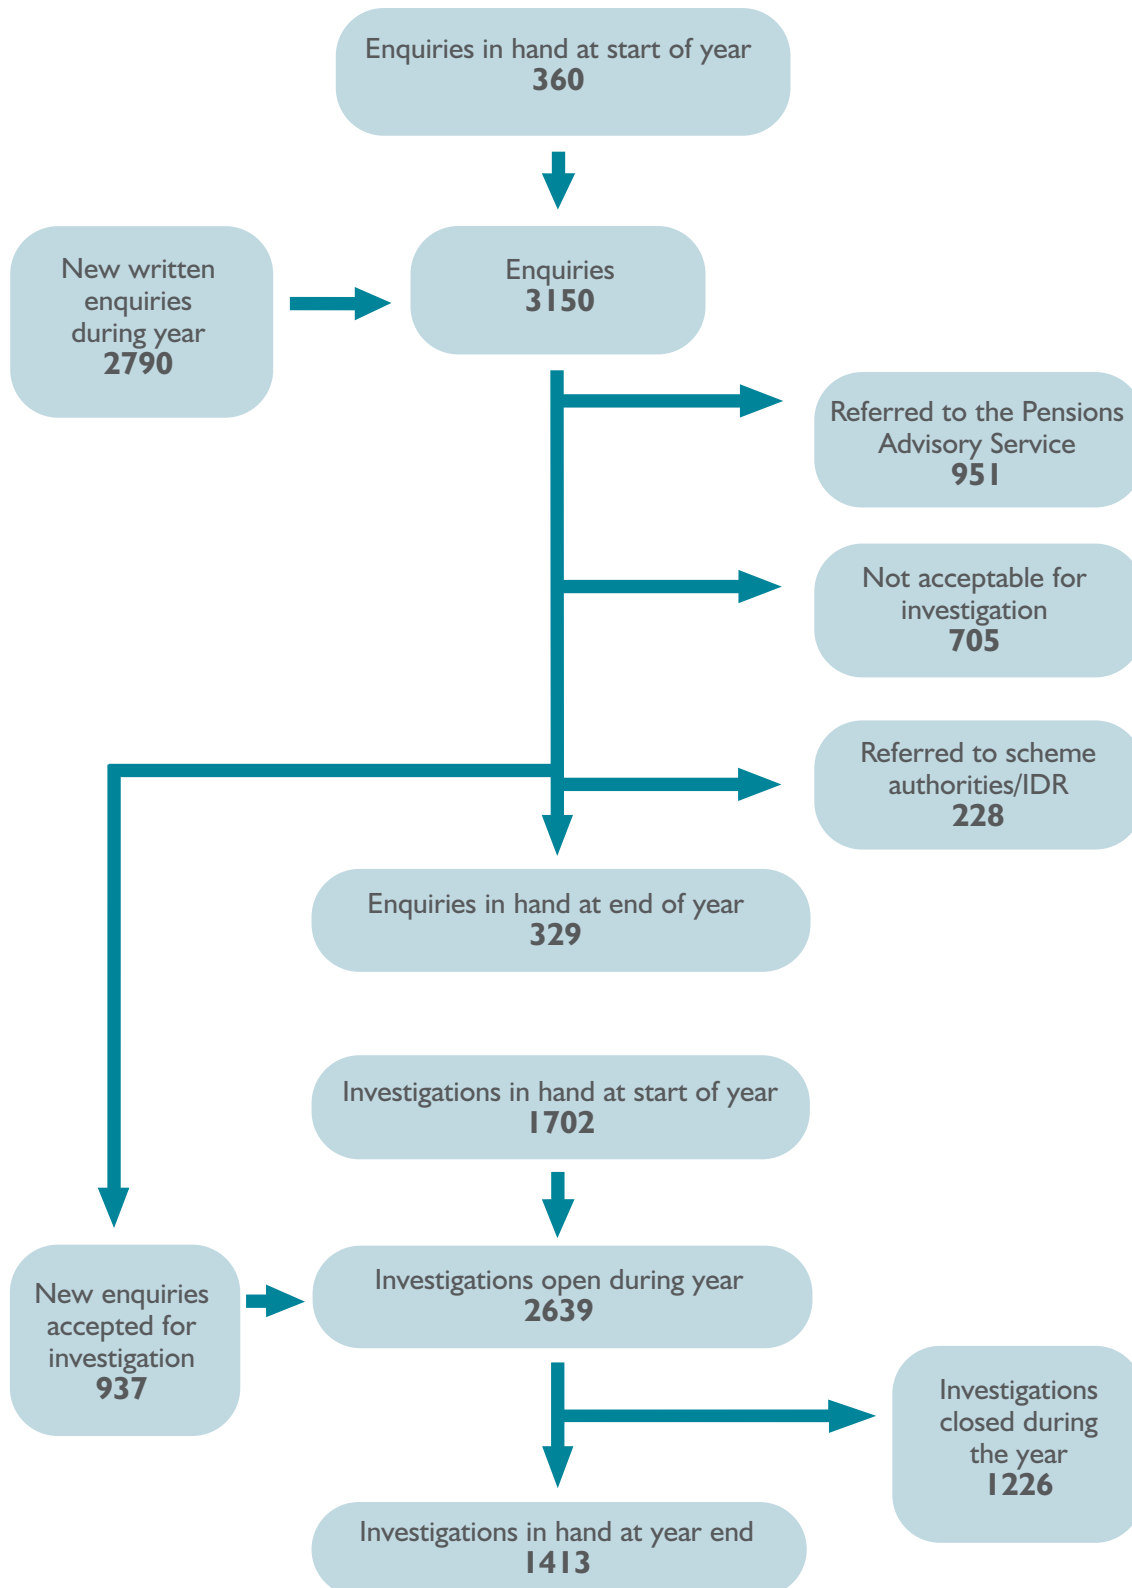 Enquiries in hand at start of year
360
New written
enquiries
during year
2790
Enquiries
3150
Referred to the Pensions
Advisory Service
951
Not acceptable for
investigation
705
Referred to scheme
authorities/IDR
228
Enquiries in hand at end of year
329
Investigations in hand at start of year
1702
New enquiries
accepted for
investigation
937
Investigations open during year
2639
Investigations
closed during
the year
1226
Investigations in hand at year end
1413